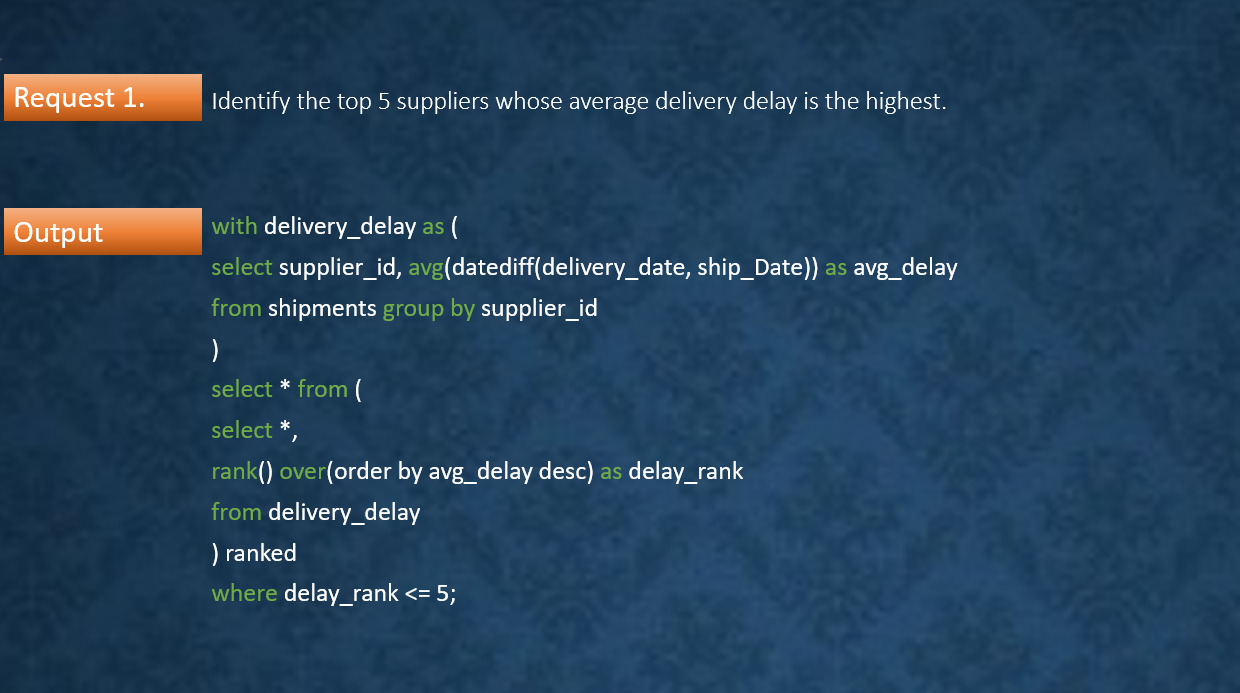 Request 1.
Identify the top 5 suppliers whose average delivery delay is the highest.
Output
with delivery_delay as (
select supplier_id, avg(datediff(delivery_date, ship_Date)) as avg_delay
from shipments group by supplier_id
)
select * from (
select *,
rank() over(order by avg_delay desc) as delay_rank
from delivery_delay
) ranked
where delay_rank <= 5;